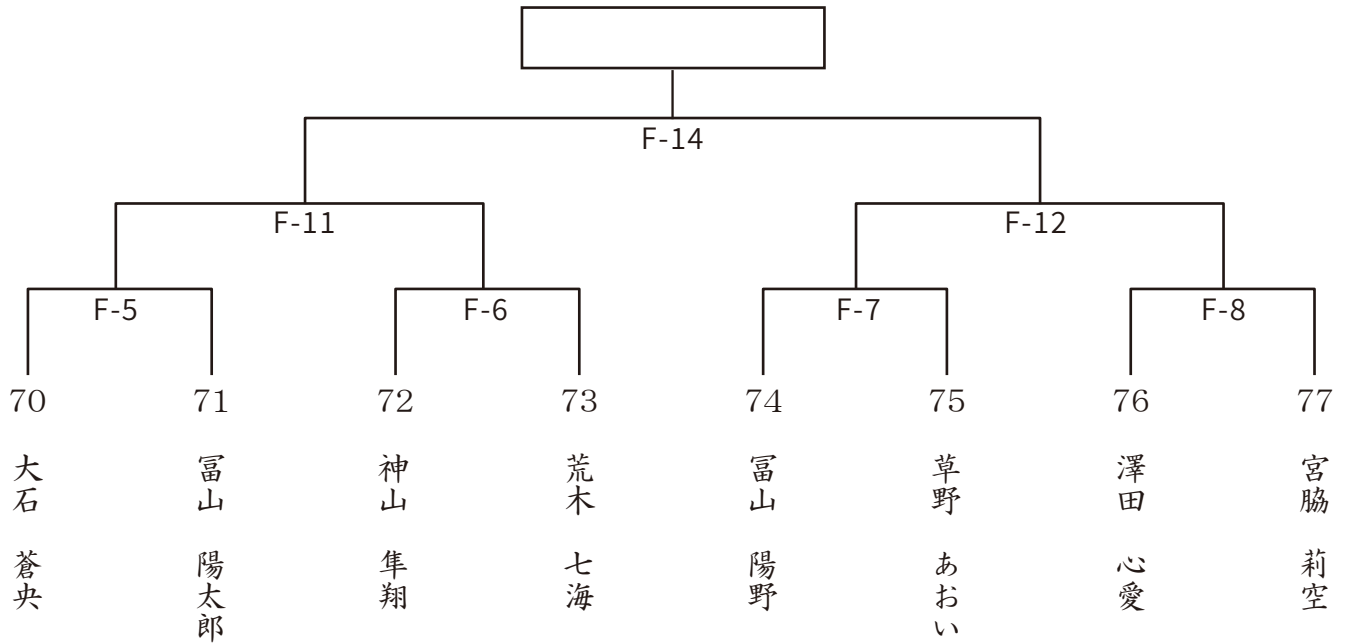 F-14
F-11
F-12
F-5
F-6
F-7
F-8
70
71
72
73
74
75
76
77
大石 蒼央
冨山 陽太郎
神山 隼翔
荒木 七海
冨山 陽野
草野 あおい
澤田 心愛
宮脇 莉空